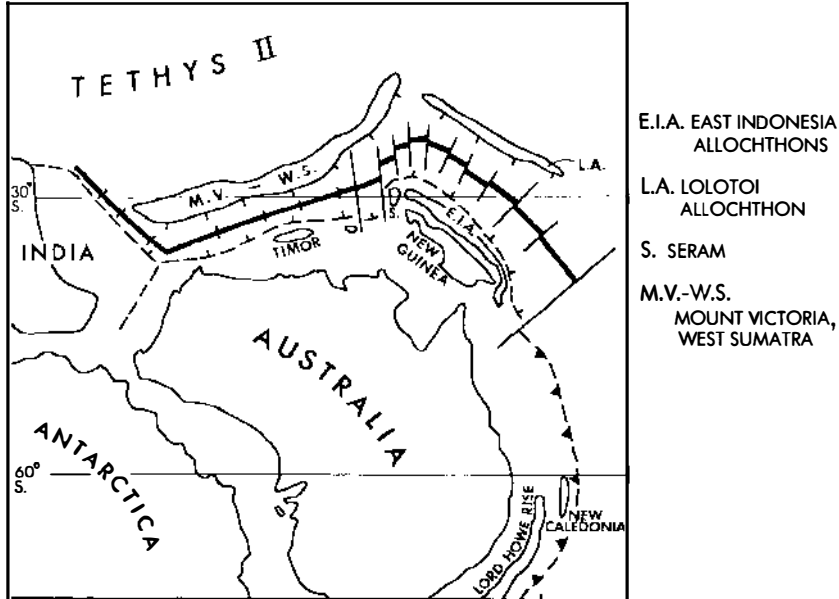 TETHYS II
M.V. W.S.
L.A.
30°
S.
INDIA
TIMOR
S.
E.I.A.
NEW
GUINEA
AUSTRALIA
ANTARCTICA
60°
S.
LORD HOWE RISE
NEW
CALEDONIA
E.I.A. EAST INDONESIA
ALLOCHTHONS
L.A. LOLOTOI
ALLOCHTHON
S. SERAM
M.V.-W.S.
MOUNT VICTORIA,
WEST SUMATRA